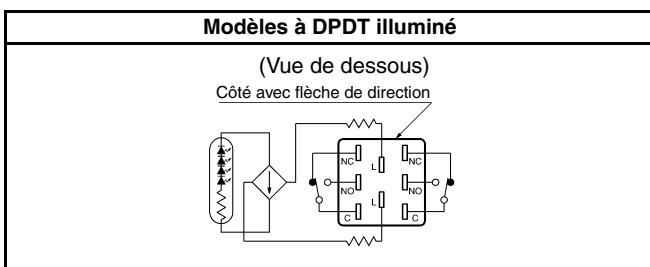 Modèles à DPDT illuminé
(Vue de dessous)
Côté avec flèche de direction
NC NC
L
NO NO
L
C C